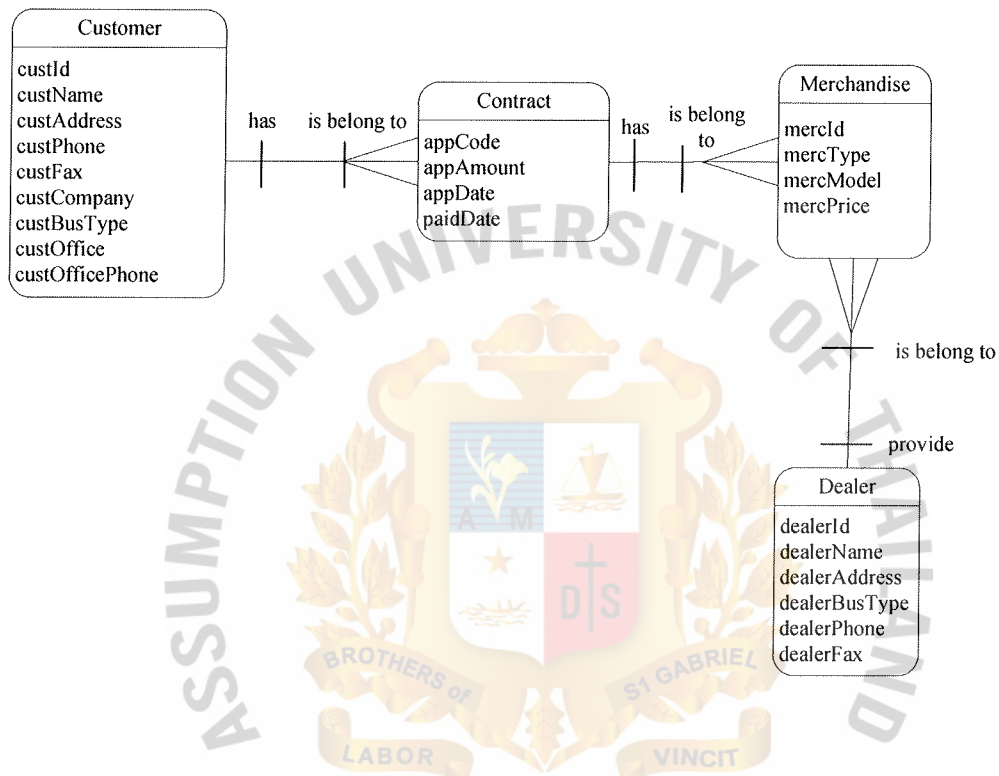 Customer
custId
custName
custAddress
custPhone
custFax
custCompany
custBusType
custOffice
custOfficePhone
has
is belong to
Contract
appCode
appAmount
appDate
paidDate
has
is belong
to
Merchandise
mercId
mercType
mercModel
mercPrice
is belong to
provide
Dealer
dealerId
dealerName
dealerAddress
dealerBusType
dealerPhone
dealerFax
ASSUMPTION UNIVERSITY OF THAILAND
A M
D S
BROTHERS of
S1 GABRIEL
LABOR
VINCIT